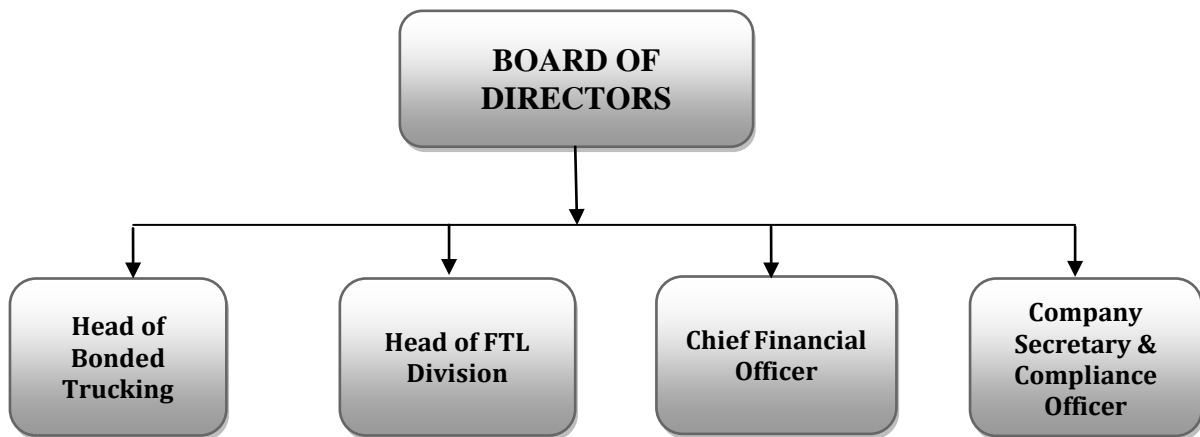 BOARD OF
DIRECTORS
Head of
Bonded
Trucking
Head of FTL
Division
Chief Financial
Officer
Company
Secretary &
Compliance
Officer